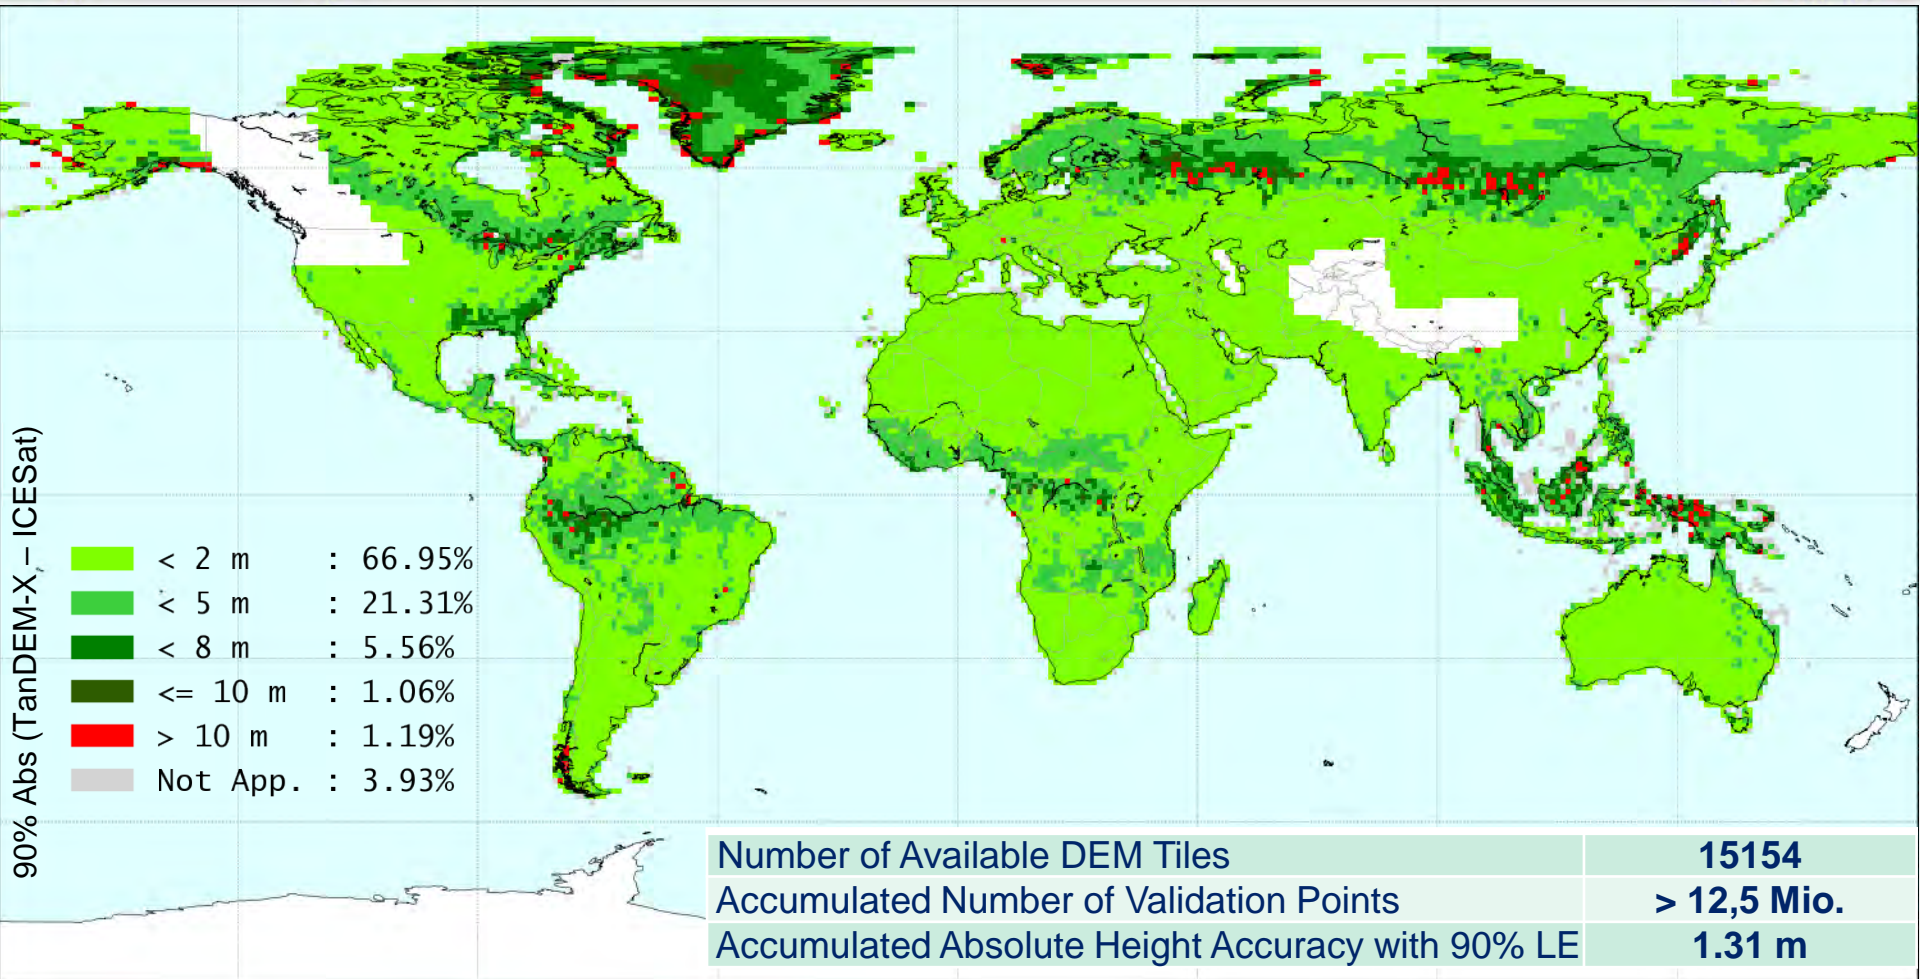 90% Abs (TanDEM-X – ICESat)
< 2 m : 66.95%
< 5 m : 21.31%
< 8 m : 5.56%
<= 10 m : 1.06%
> 10 m : 1.19%
Not App. : 3.93%
Number of Available DEM Tiles 15154
Accumulated Number of Validation Points > 12,5 Mio.
Accumulated Absolute Height Accuracy with 90% LE 1.31 m